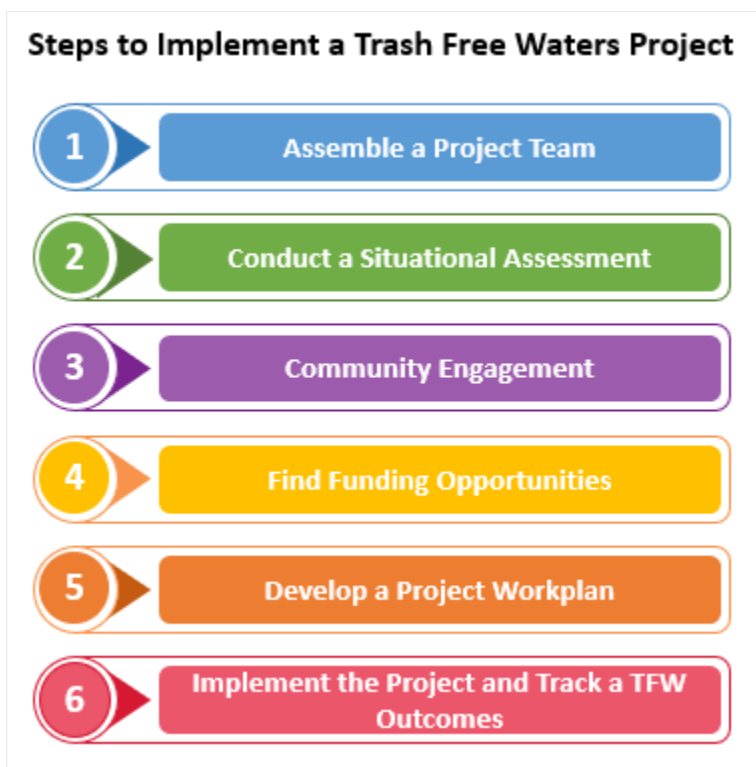 Steps to Implement a Trash Free Waters Project
1
Assemble a Project Team
2
Conduct a Situational Assessment
3
Community Engagement
4
Find Funding Opportunities
5
Develop a Project Workplan
6
Implement the Project and Track a TFW
Outcomes